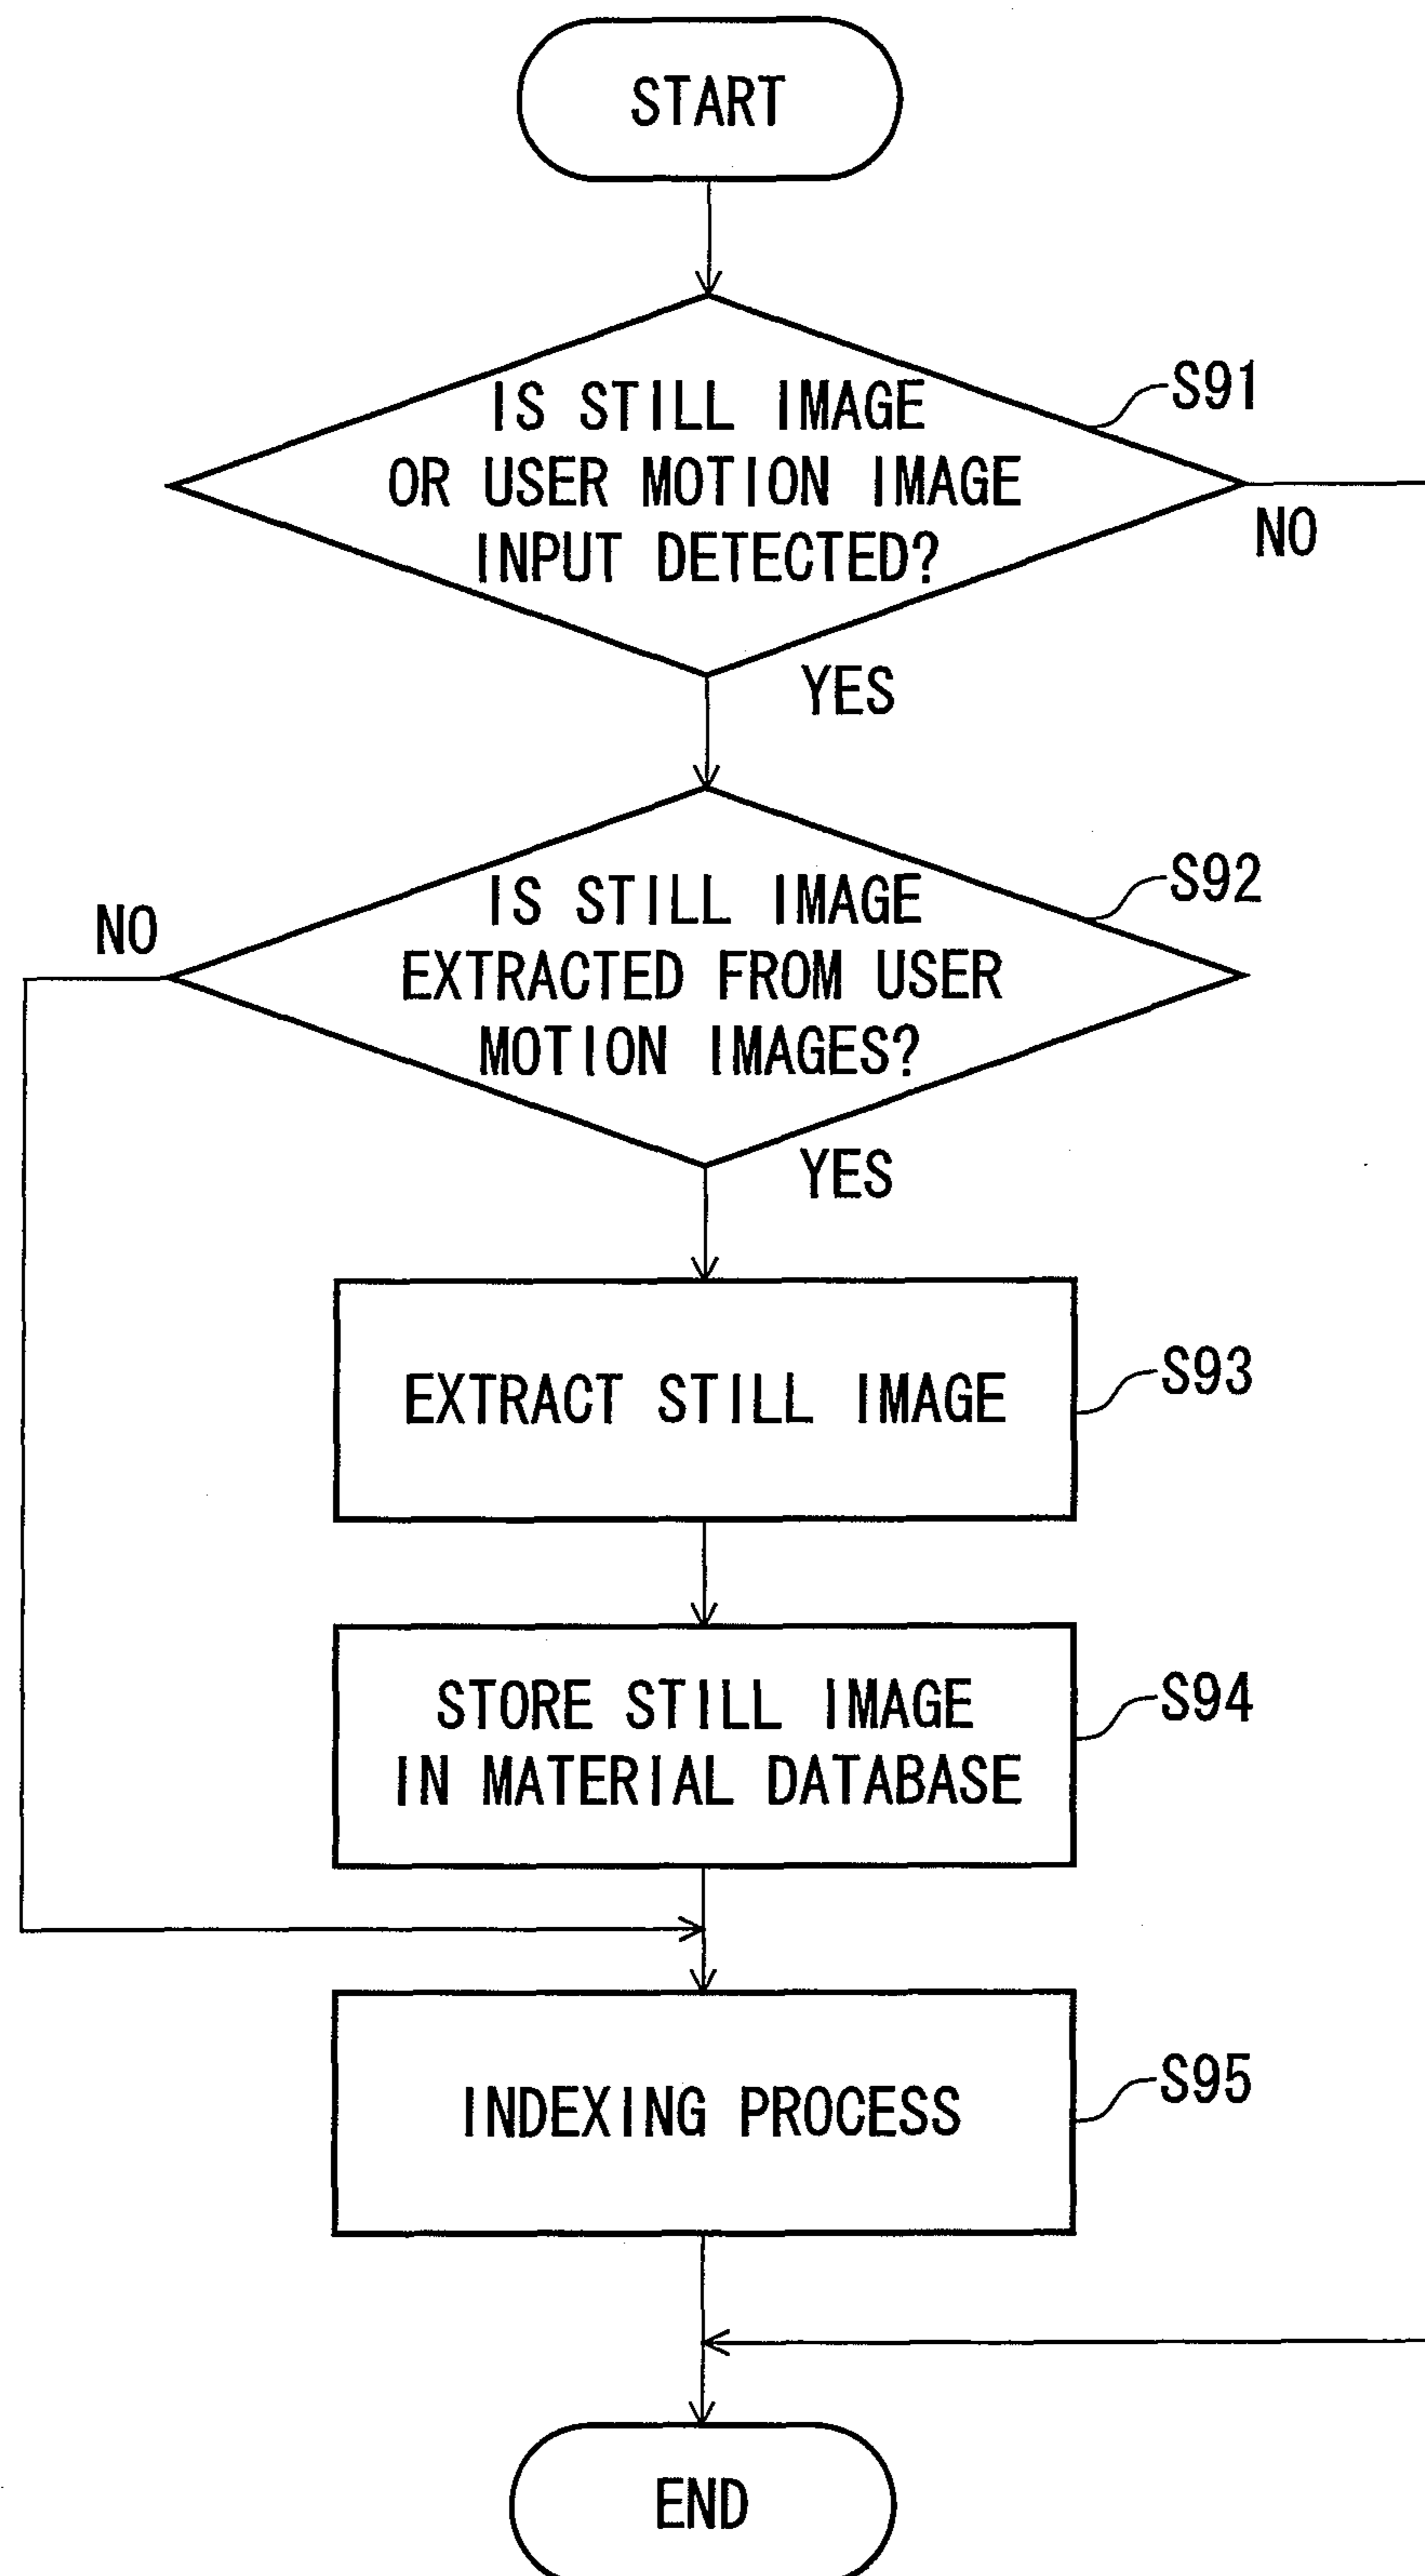 START
IS STILL IMAGE
OR USER MOTION IMAGE
INPUT DETECTED?
S91
NO
YES
IS STILL IMAGE
EXTRACTED FROM USER
MOTION IMAGES?
S92
NO
YES
EXTRACT STILL IMAGE
S93
STORE STILL IMAGE
IN MATERIAL DATABASE
S94
INDEXING PROCESS
S95
END